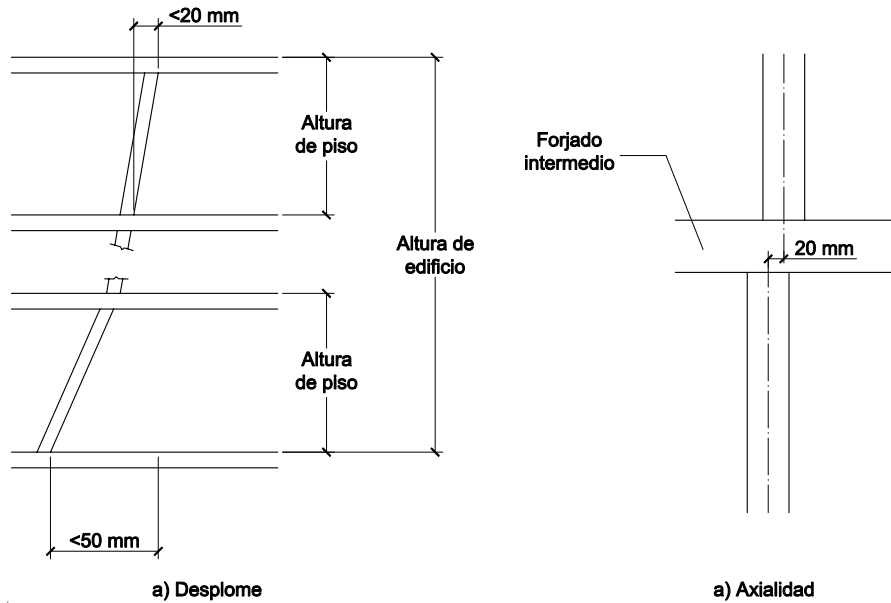 <20 mm
Altura
de piso
Altura de
edificio
Altura
de piso
<50 mm
a) Desplome
Forjado
intermedio
20 mm
a) Axialidad